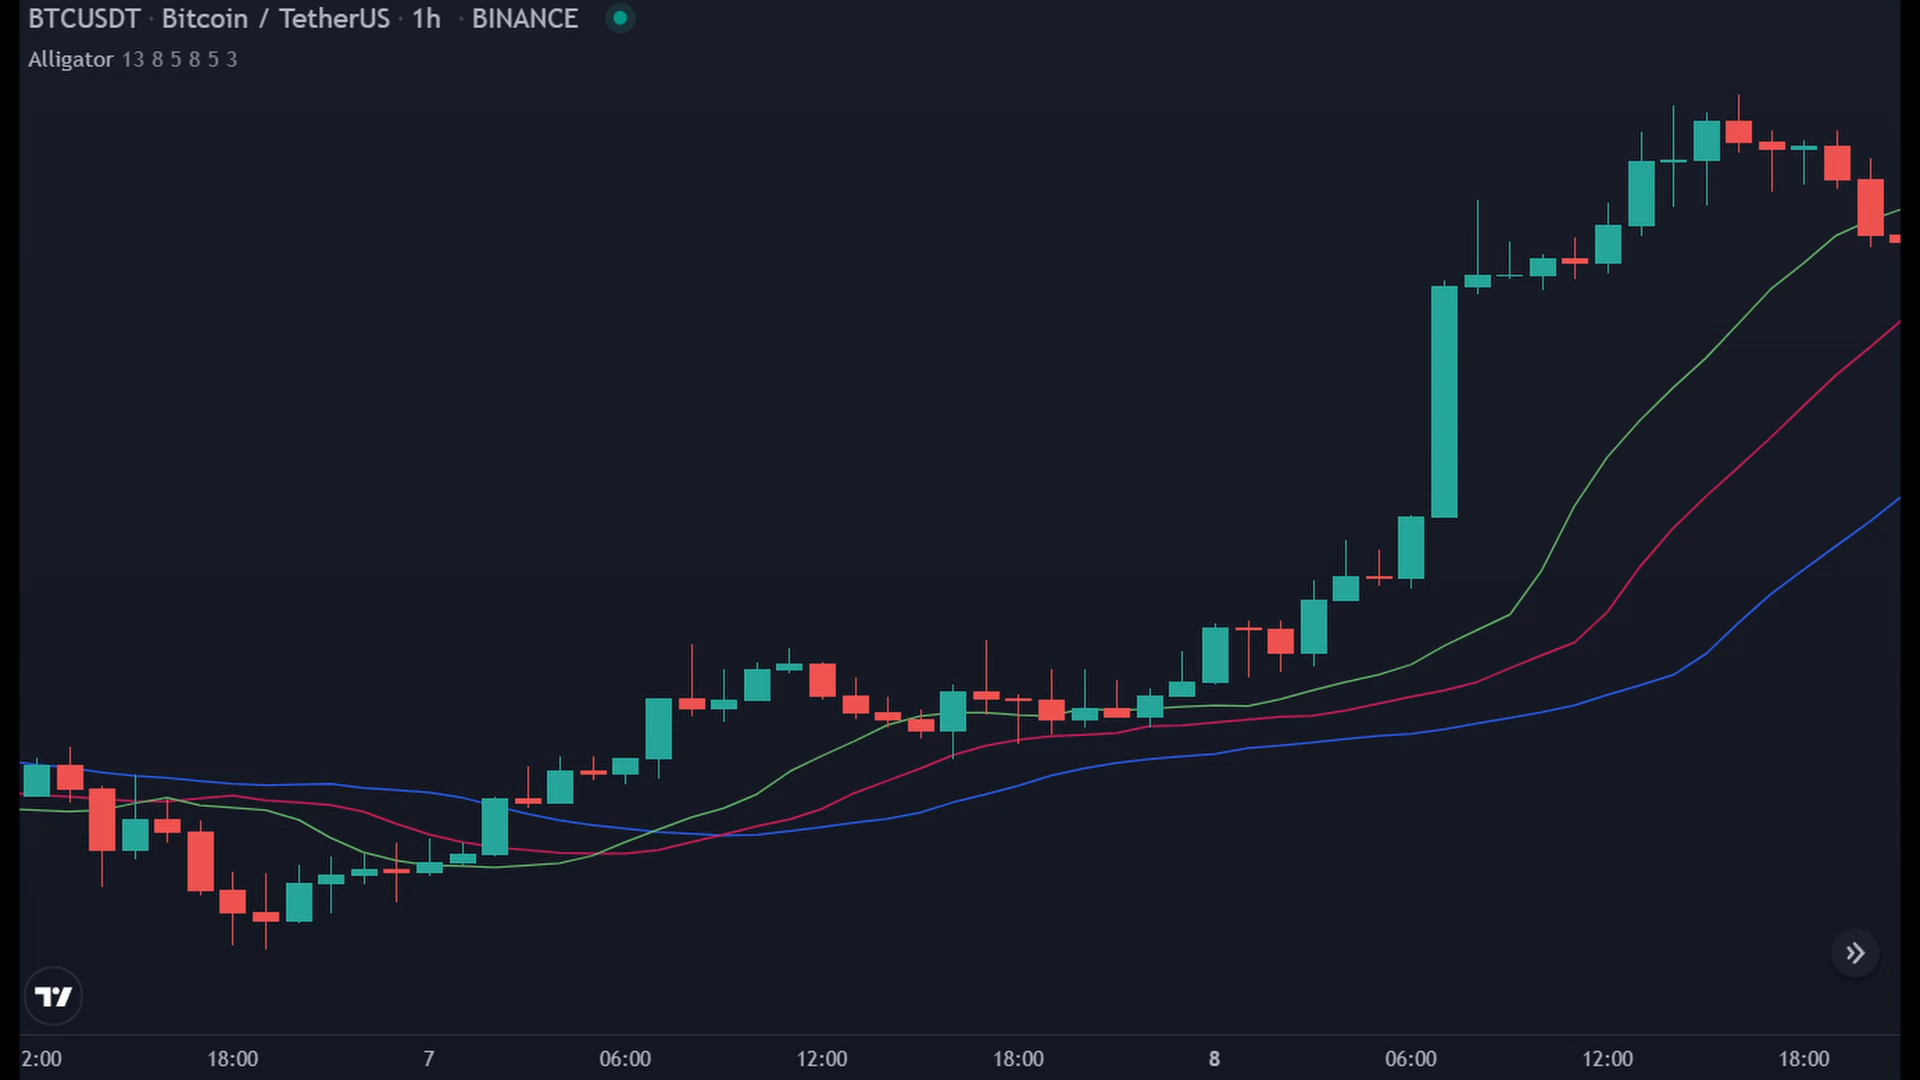 BTCUSDT · Bitcoin / TetherUS · 1h · BINANCE
Alligator 13 8 5 8 5 3
2:00 18:00 7 06:00 12:00 18:00 8 06:00 12:00 18:00